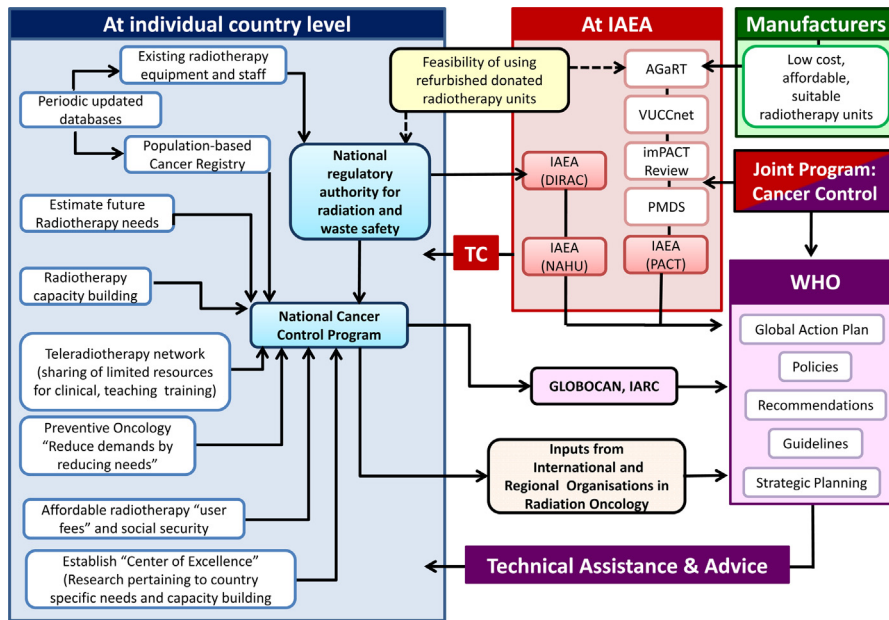 At individual country level
Existing radiotherapy
equipment and staff
Periodic updated
databases
Population-based
Cancer Registry
Estimate future
Radiotherapy needs
Radiotherapy
capacity building
Teleradiotherapy network
(sharing of limited resources
for clinical, teaching training)
Preventive Oncology
“Reduce demands by
reducing needs”
Affordable radiotherapy “user
fees” and social security
Establish “Center of Excellence”
(Research pertaining to country
specific needs and capacity building
National
regulatory
authority for
radiation and
waste safety
National Cancer
Control Program
Feasibility of using
refurbished donated
radiotherapy units
TC
At IAEA
AGaRT
VUCCnet
imPACT
Review
PMDS
IAEA
(DIRAC)
IAEA
(NAHU)
IAEA
(PACT)
GLOBOCAN, IARC
Inputs from
International and
Regional Organisations in
Radiation Oncology
Manufacturers
Low cost,
affordable,
suitable
radiotherapy units
Joint Program:
Cancer Control
WHO
Global Action Plan
Policies
Recommendations
Guidelines
Strategic Planning
Technical Assistance & Advice